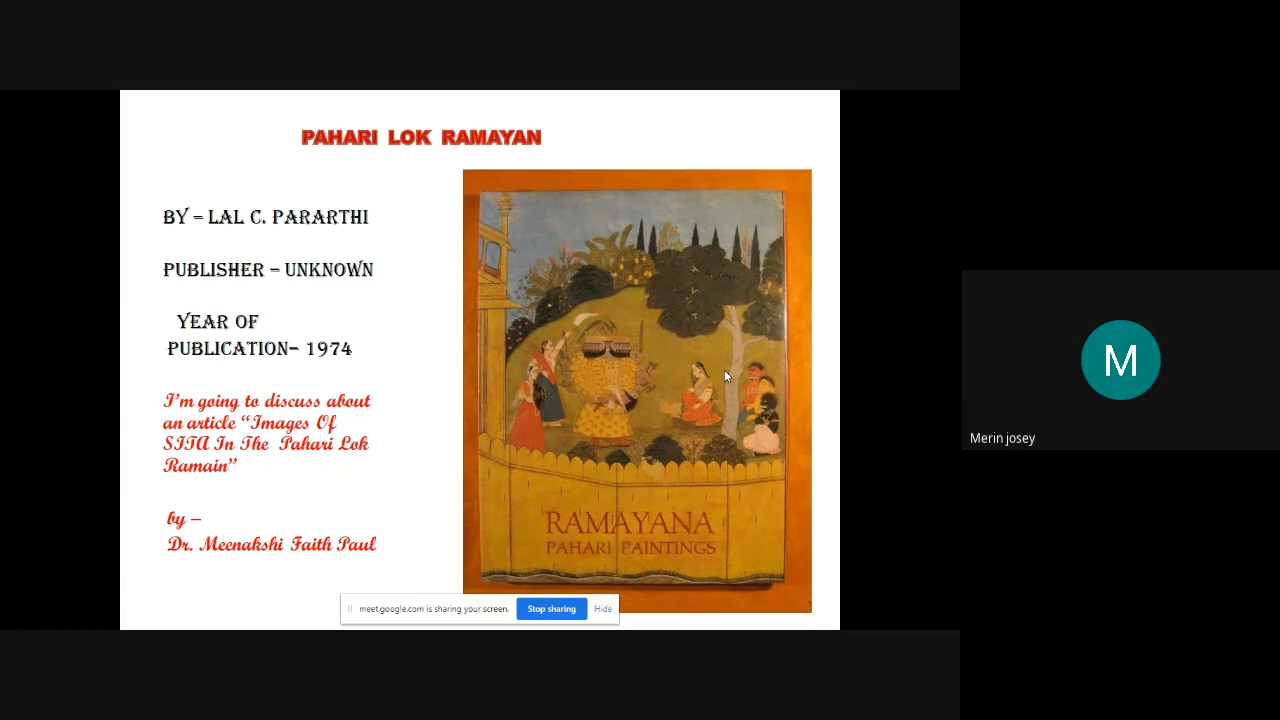 PAHARI LOK RAMAYAN
BY – LAL C. PARARTHI
PUBLISHER – UNKNOWN
YEAR OF
PUBLICATION– 1974
I'm going to discuss about
an article “Images Of
SITA In The Pahari Lok
Ramain”
by –
Dr. Meenakshi Faith Paul
RAMAYANA
PAHARI PAINTINGS
meet.google.com is sharing your screen.
Stop sharing
Hide
M
Merin josey